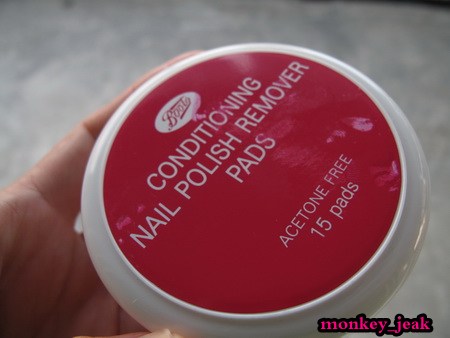 Boots
CONDITIONING
NAIL POLISH REMOVER
PADS
ACETONE FREE
15 pads
monkey_jeak